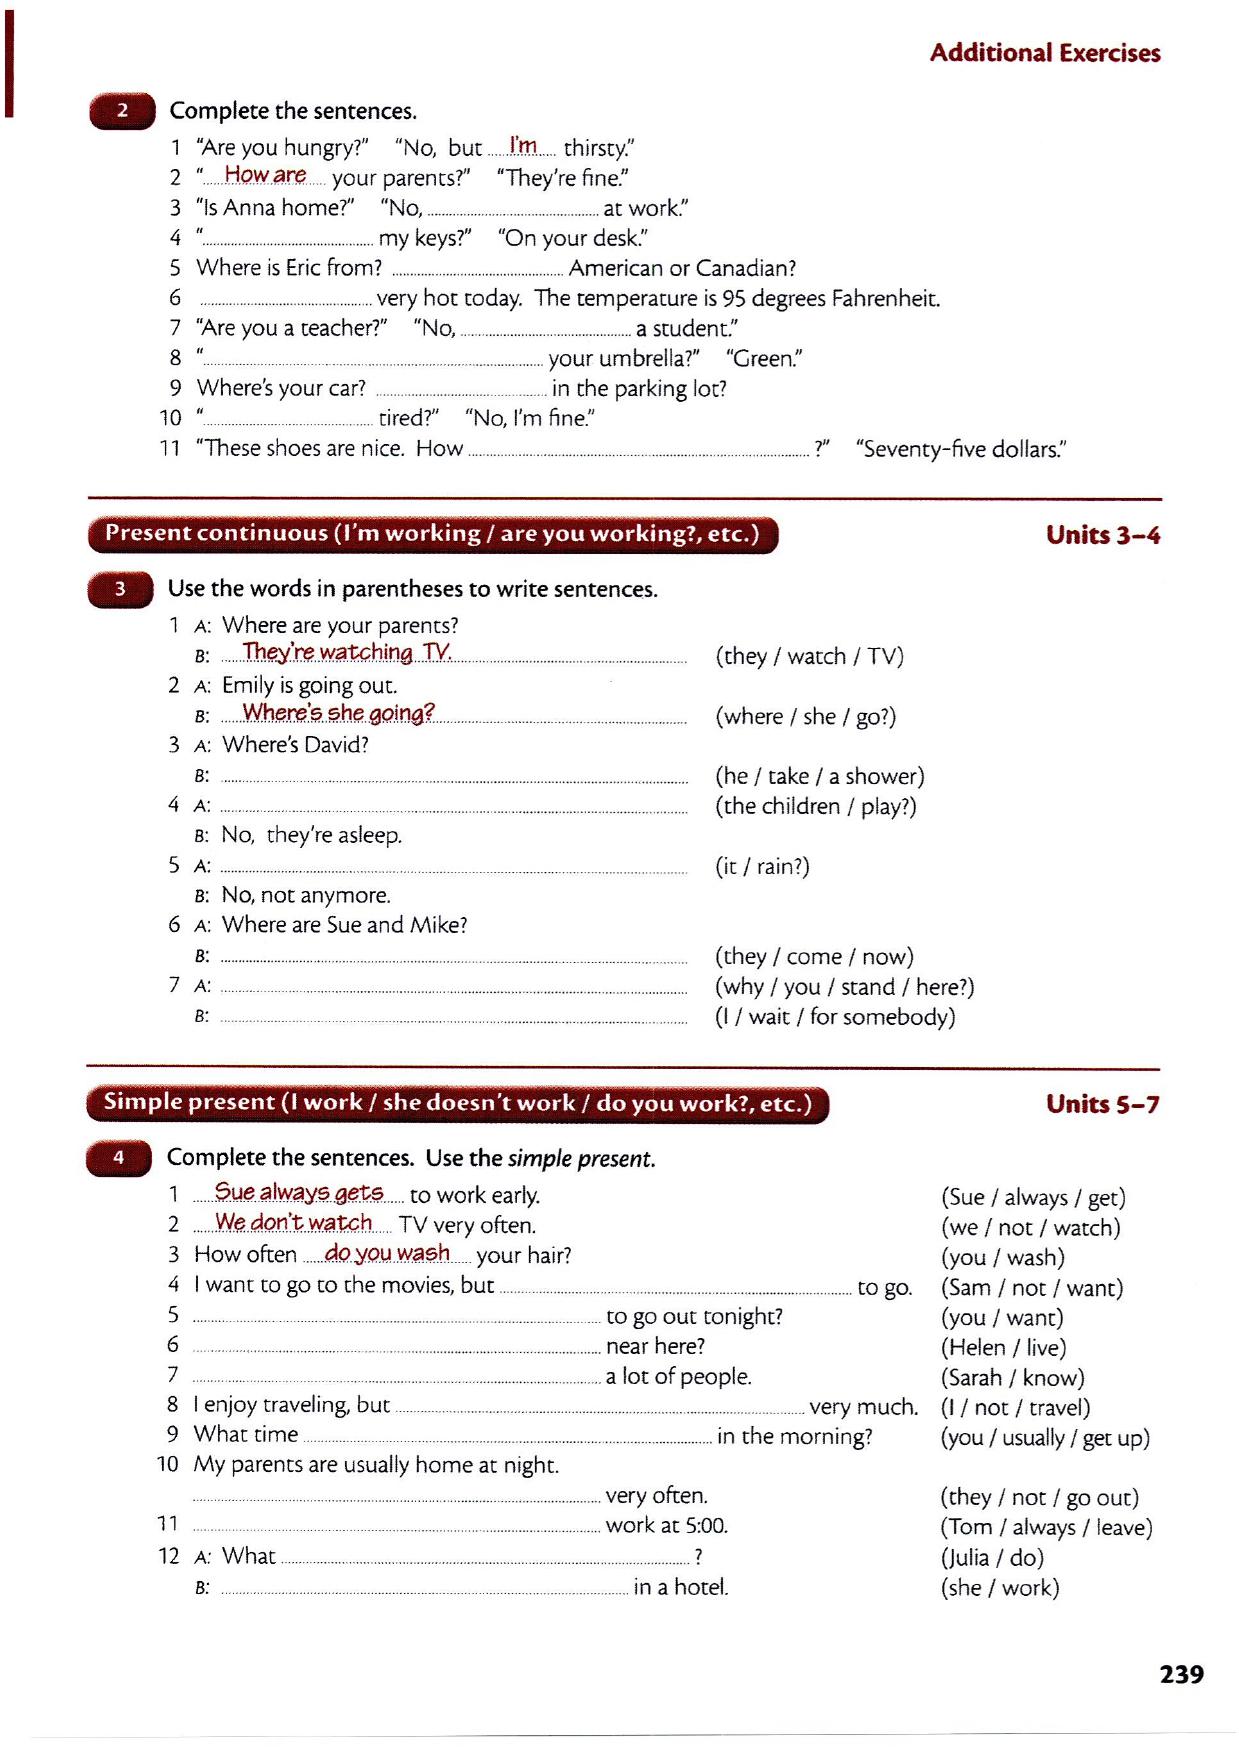 Additional Exercises
2 Complete the sentences.
1 "Are you hungry?" "No, but I'm thirsty."
2 "How are your parents?" "They're fine."
3 "Is Anna home?" "No, at work."
4 " my keys?" "On your desk."
5 Where is Eric from? American or Canadian?
6 very hot today. The temperature is 95 degrees Fahrenheit.
7 "Are you a teacher?" "No, a student."
8 " your umbrella?" "Green."
9 Where's your car? in the parking lot?
10 " tired?" "No, I'm fine."
11 "These shoes are nice. How ?" "Seventy-five dollars."
Present continuous (I'm working / are you working?, etc.) Units 3–4
3 Use the words in parentheses to write sentences.
1 A: Where are your parents?
B: They're watching TV. (they / watch / TV)
2 A: Emily is going out.
B: Where's she going? (where / she / go?)
3 A: Where's David?
B: (he / take / a shower)
4 A: (the children / play?)
B: No, they're asleep.
5 A: (it / rain?)
B: No, not anymore.
6 A: Where are Sue and Mike?
B: (they / come / now)
7 A: (why / you / stand / here?)
B: (I / wait / for somebody)
Simple present (I work / she doesn't work / do you work?, etc.) Units 5–7
4 Complete the sentences. Use the simple present.
1 Sue always gets to work early. (Sue / always / get)
2 We don't watch TV very often. (we / not / watch)
3 How often do you wash your hair? (you / wash)
4 I want to go to the movies, but to go. (Sam / not / want)
5 to go out tonight? (you / want)
6 near here? (Helen / live)
7 a lot of people. (Sarah / know)
8 I enjoy traveling, but very much. (I / not / travel)
9 What time in the morning? (you / usually / get up)
10 My parents are usually home at night.
very often. (they / not / go out)
11 work at 5:00. (Tom / always / leave)
12 A: What ? (Julia / do)
B: in a hotel. (she / work)
239